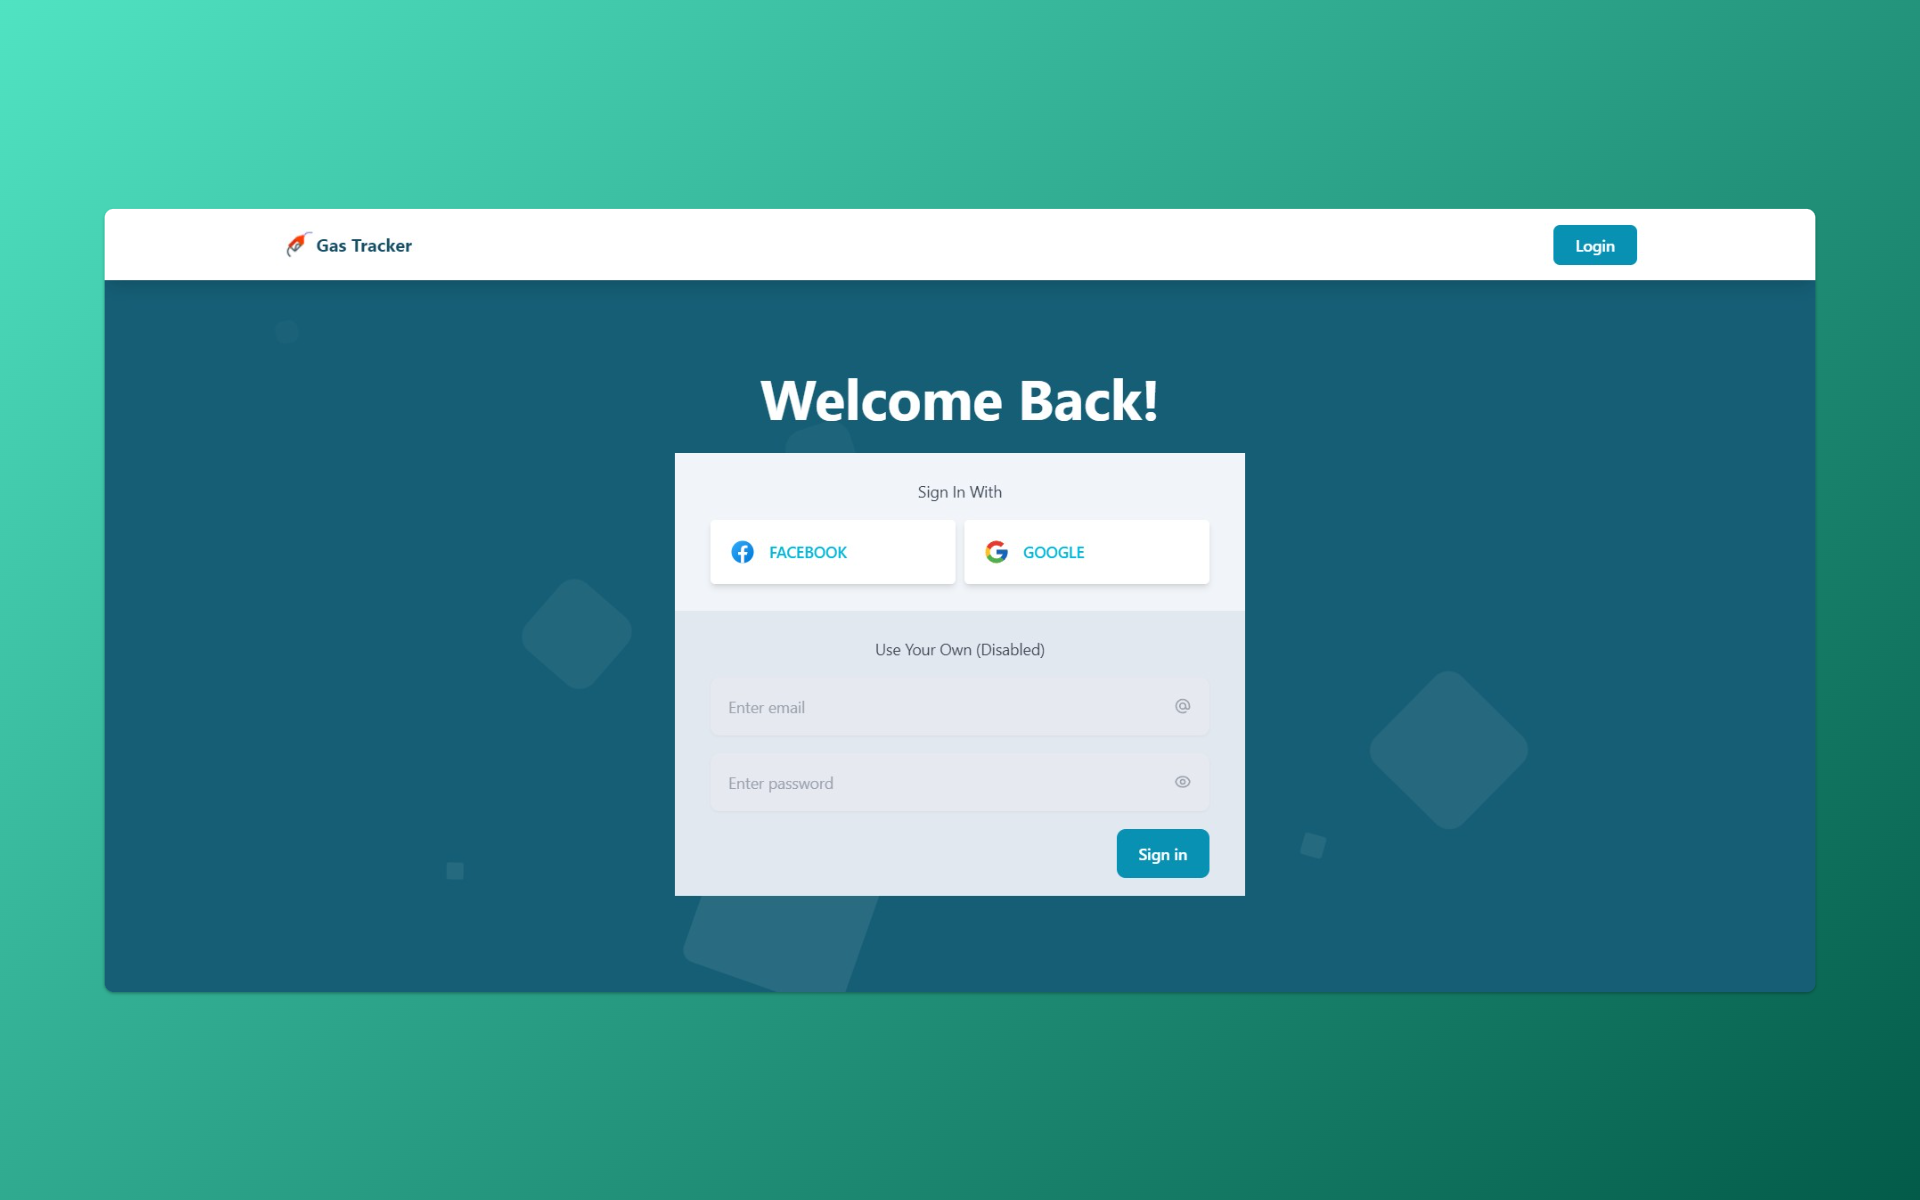 Gas Tracker
Login
Welcome Back!
Sign In With
FACEBOOK
GOOGLE
Use Your Own (Disabled)
Enter email
Enter password
Sign in